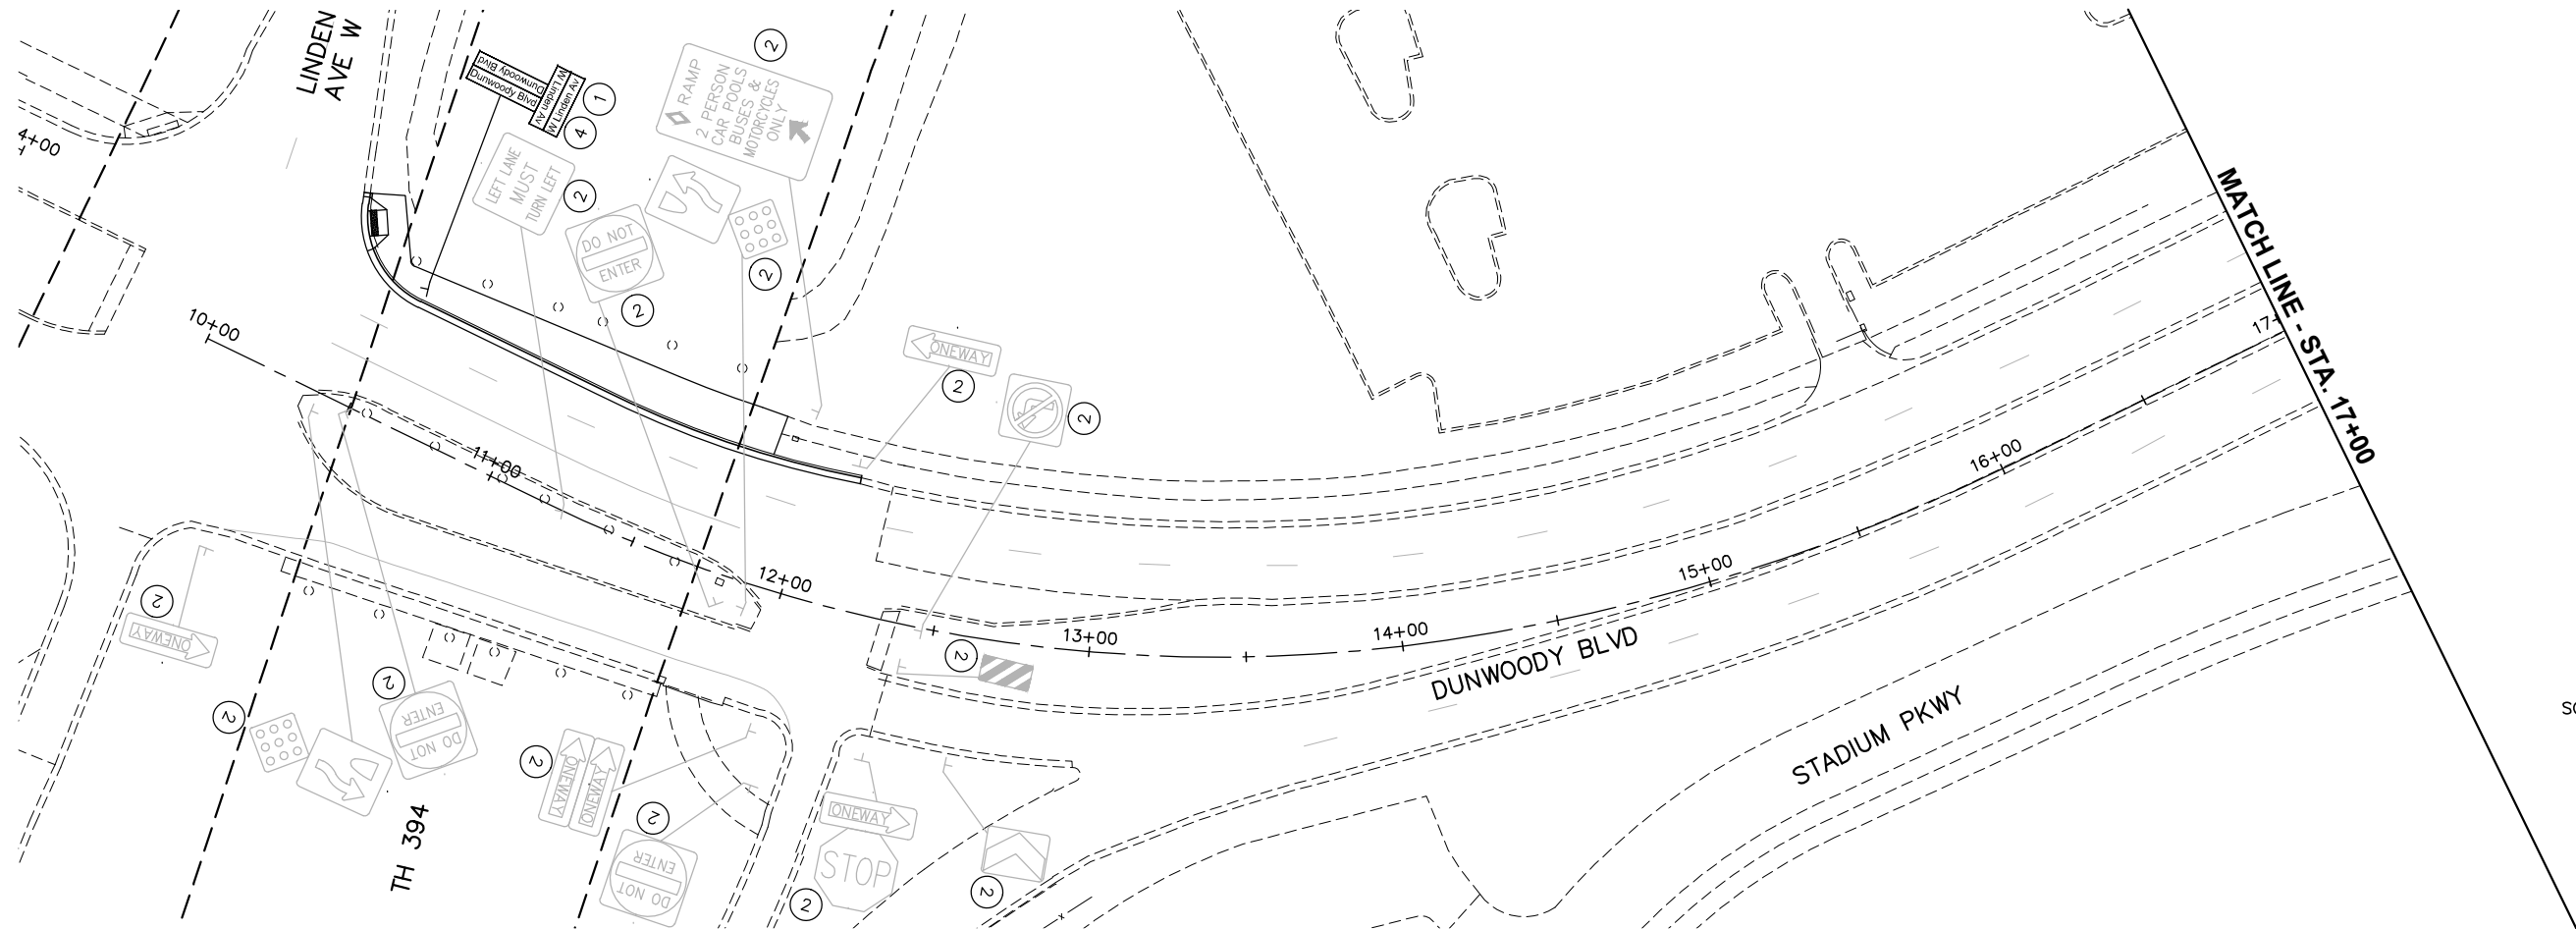 LINDEN
AVE W
4+00
Dunwoody Blvd
Dunwoody Blvd
W Linden Av
W Linden Av
1
4
2
RAMP
2 PERSON
CAR POOLS
BUSES &
MOTORCYCLES
ONLY
LEFT LANE
MUST
TURN LEFT
2
DO NOT
ENTER
2
2
10+00
ONEWAY
2
2
MATCH LINE - STA. 17+00
17+
11+00
12+00
13+00
14+00
15+00
16+00
DUNWOODY BLVD
STADIUM PKWY
2
ONEWAY
2
2
DO NOT
ENTER
2
2
ONEWAY
ONEWAY
2
DO NOT
ENTER
ONEWAY
STOP
2
2
TH 394